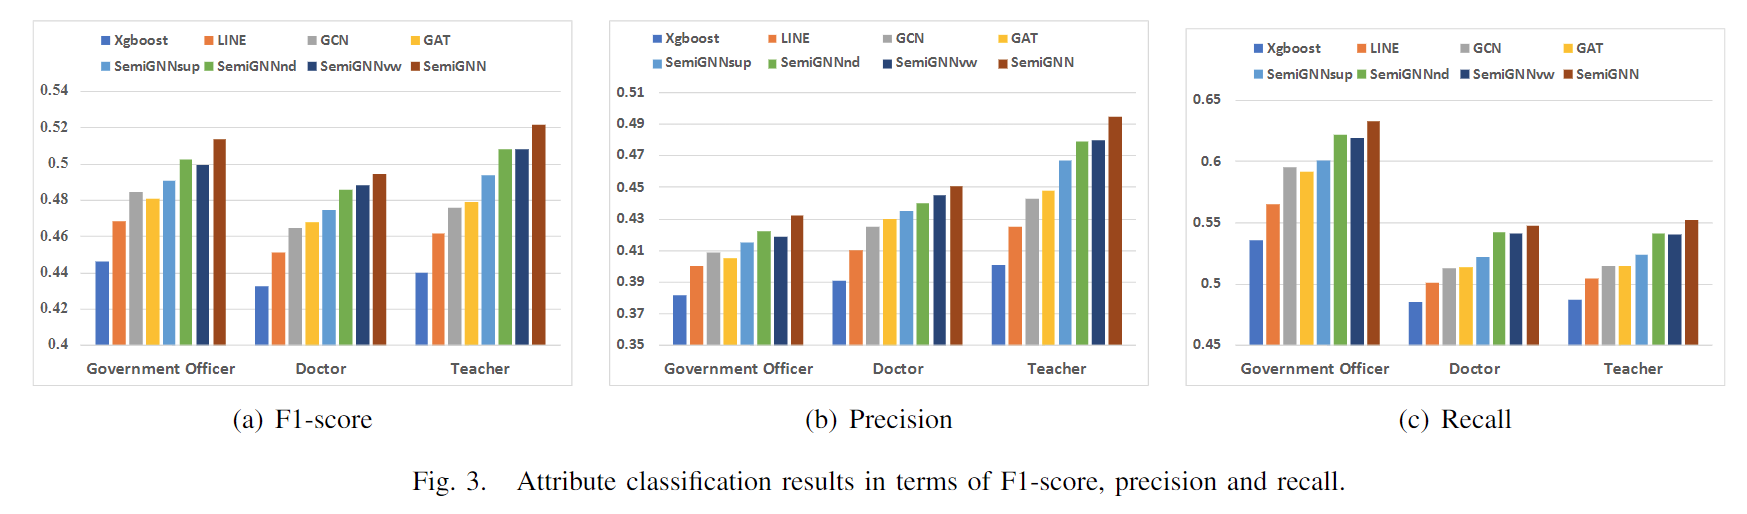 Xgboost LINE GCN GAT
SemiGNNsup SemiGNNnd SemiGNNvw SemiGNN
0.54
0.52
0.5
0.48
0.46
0.44
0.42
0.4
Government Officer Doctor Teacher
(a) F1-score
Xgboost LINE GCN GAT
SemiGNNsup SemiGNNnd SemiGNNvw SemiGNN
0.51
0.49
0.47
0.45
0.43
0.41
0.39
0.37
0.35
Government Officer Doctor Teacher
(b) Precision
Xgboost LINE GCN GAT
SemiGNNsup SemiGNNnd SemiGNNvw SemiGNN
0.65
0.6
0.55
0.5
0.45
Government Officer Doctor Teacher
(c) Recall
Fig. 3. Attribute classification results in terms of F1-score, precision and recall.